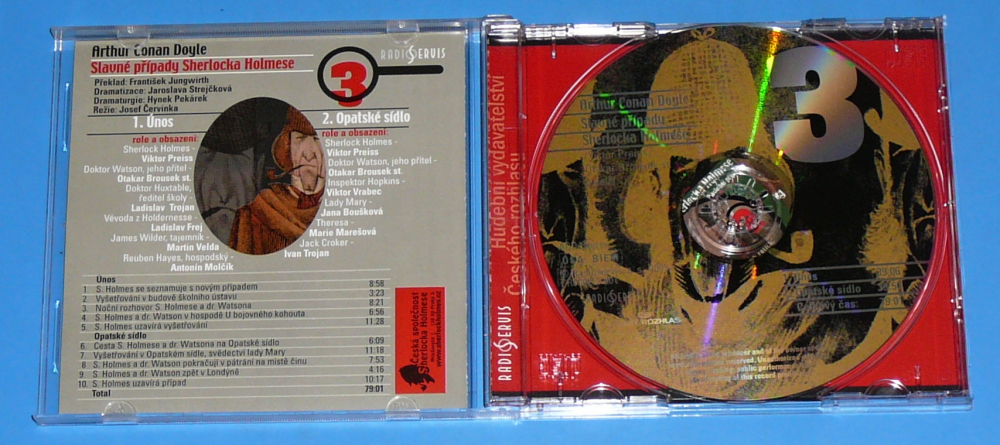 Arthur Conan Doyle
Slavné případy Sherlocka Holmese
Překlad: František Jungwirth
Dramatizace: Jaroslava Strejčková
Dramaturgie: Hynek Pekárek
Režie: Josef Červinka
RADIOSERVIS
3
1. Únos
role a obsazení:
Sherlock Holmes -
Viktor Preiss
Doktor Watson, jeho přítel -
Otakar Brousek st.
Doktor Huxtable,
ředitel školy -
Ladislav Trojan
Vévoda z Holdernesse -
Ladislav Frej
James Wilder, tajemník -
Martin Velda
Reuben Hayes, hospodský -
Antonín Molčík
2. Opatské sídlo
role a obsazení:
Sherlock Holmes -
Viktor Preiss
Doktor Watson, jeho přítel -
Otakar Brousek st.
Inspektor Hopkins -
Viktor Vrabec
Lady Mary -
Jana Boušková
Theresa -
Marie Marešová
Jack Croker -
Ivan Trojan
Únos
1. S. Holmes se seznamuje s novým případem 8:58
2. Vyšetřování v budově školního ústavu 3:23
3. Noční rozhovor S. Holmese a dr. Watsona 8:21
4. S. Holmes a dr. Watson v hospodě U bojovného kohouta 6:56
5. S. Holmes uzavírá vyšetřování 11:28
Opatské sídlo
6. Cesta S. Holmese a dr. Watsona na Opatské sídlo 6:09
7. Vyšetřování v Opatském sídle, svědectví lady Mary 11:18
8. S. Holmes a dr. Watson pokračují v pátrání na místě činu 7:53
9. S. Holmes a dr. Watson zpět v Londýně 4:16
10. S. Holmes uzavírá případ 10:17
Total 79:01
Česká společnost
Sherlocka Holmese
www.sherlockholmes.cz
Hudební vydavatelství
Českého rozhlasu
RADIOSERVIS
3
Arthur Conan Doyle
Slavné případy
Sherlocka Holmese
RADIOSERVIS
ROZHLAS